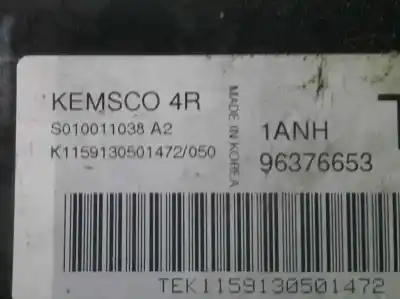 KEMSCO 4R
S010011038 A2
K1159130501472/050
MADE IN KOREA
1ANH
96376653
TEK1159130501472